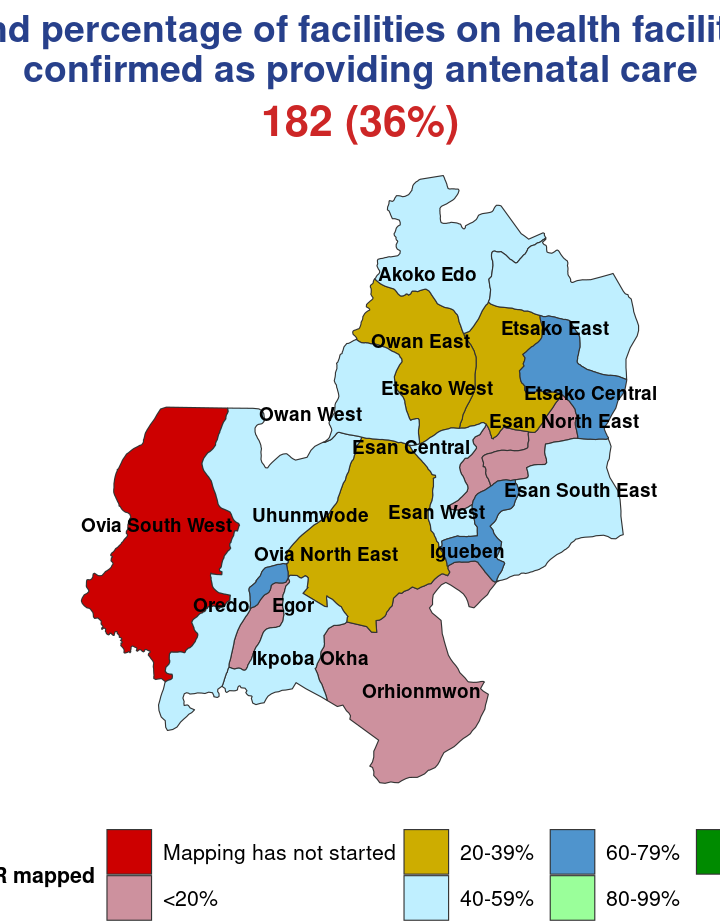 nd percentage of facilities on health facilit
confirmed as providing antenatal care
182 (36%)
Akoko Edo
Etsako East
Owan East
Etsako West
Etsako Central
Owan West
Esan North East
Esan Central
Esan South East
Esan West
Uhunmwode
Ovia South West
Igueben
Ovia North East
Oredo
Egor
Ikpoba Okha
Orhionmwon
R mapped
Mapping has not started
20-39%
60-79%
<20%
40-59%
80-99%